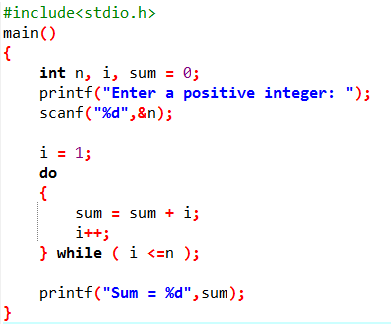 #include<stdio.h>
main()
{
int n, i, sum = 0;
printf("Enter a positive integer: ");
scanf("%d",&n);
i = 1;
do
{
sum = sum + i;
i++;
} while ( i <=n );
printf("Sum = %d",sum);
}